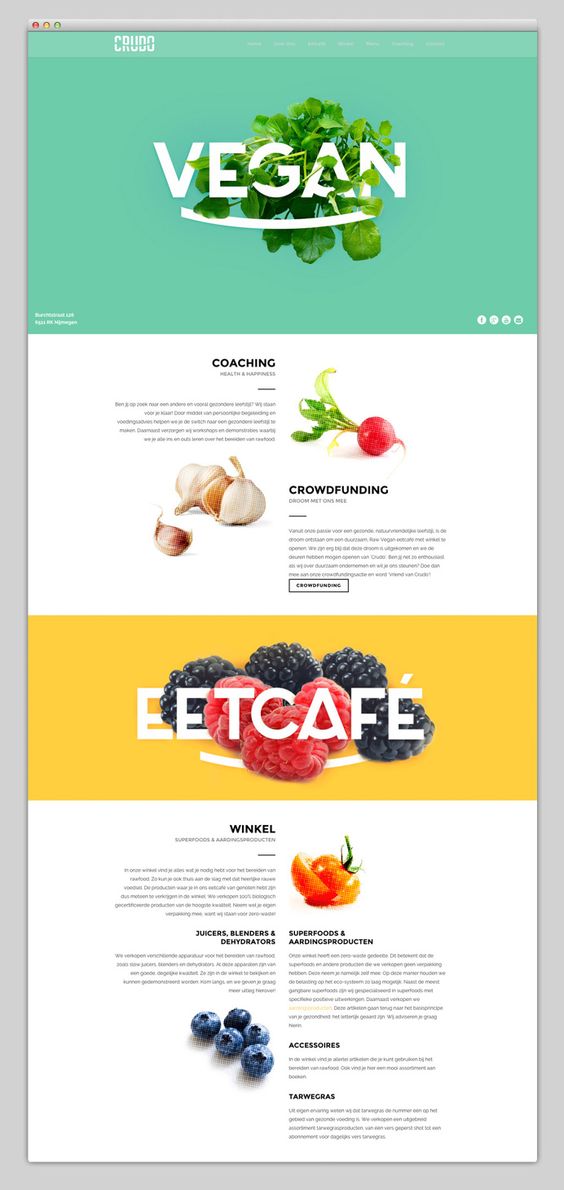 CRUDO
Home Over Ons Eetcafé Winkel Menu Coaching Contact
VEGAN
Burchtstraat 126
6511 RK Nijmegen
COACHING
HEALTH & HAPPINESS
Ben jij op zoek naar een andere en vooral gezondere leefstijl? Wij staan
voor je klaar! Door middel van persoonlijke begeleiding en
voedingsadvies helpen we je de switch naar een gezondere leefstijl te
maken. Daarnaast verzorgen wij workshops en demonstraties waarbij
we je alle ins en outs leren over het bereiden van rawfood.
CROWDFUNDING
DROOM MET ONS MEE
Vanuit onze passie voor een gezonde, natuurvriendelijke leefstijl, is de
droom ontstaan om een duurzaam, Raw Vegan eetcafé met winkel te
openen. We zijn erg blij dat deze droom is uitgekomen en we de
deuren hebben mogen openen van 'Crudo'. Ben jij net zo enthousiast
als wij over duurzaam ondernemen en wil je ons steunen? Doe dan
mee aan onze crowdfundingsactie en word 'Vriend van Crudo'!
CROWDFUNDING
EETCAFÉ
WINKEL
SUPERFOODS & AARDINGSPRODUCTEN
In onze winkel vind je alles wat je nodig hebt voor het bereiden van
rawfood. Zo kun je ook thuis aan de slag met dat heerlijke rauwe
voedsel. De producten waar je in ons eetcafé van genoten hebt zijn
dus meteen te verkrijgen in de winkel. We verkopen 100% biologisch
gecertificeerde producten van de hoogste kwaliteit. Neem wel je eigen
verpakking mee, want wij staan voor zero-waste!
JUICERS, BLENDERS &
DEHYDRATORS
We verkopen verschillende apparatuur voor het bereiden van rawfood,
zoals slow juicers, blenders en dehydrators. Al deze apparaten zijn van
een goede, degelijke kwaliteit. Ze zijn in de winkel te bekijken en
kunnen gedemonstreerd worden. Kom langs, en we geven je graag
meer uitleg hierover!
SUPERFOODS &
AARDINGSPRODUCTEN
Onze winkel heeft een zero-waste gedeelte. Dit betekent dat de
superfoods en andere producten die we verkopen geen verpakking
hebben. Deze neem je namelijk zelf mee. Op deze manier houden we
de belasting op het eco-systeem zo laag mogelijk. Naast de meest
gangbare superfoods zijn wij gespecialiseerd in superfoods met
specifieke positieve uitwerkingen. Daarnaast verkopen we
aardingsproducten. Deze artikelen gaan terug naar het basisprincipe
van je gezondheid: het letterlijk geaard zijn. Wij adviseren je graag
hierin.
ACCESSOIRES
In de winkel vind je allerlei artikelen die je kunt gebruiken bij het
bereiden van rawfood. Ook vind je hier een mooi assortiment aan
boeken.
TARWEGRAS
Uit eigen ervaring weten wij dat tarwegras de nummer één op het
gebied van gezonde voeding is. We verkopen een uitgebreid
assortiment tarwegrasproducten, van een vers geperst shot tot een
abonnement voor dagelijks vers tarwegras.